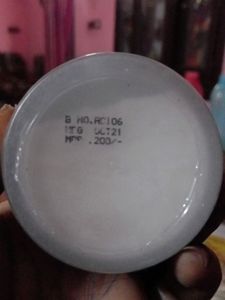 B NO.AC106
MFG OCT21
MRP .200/-